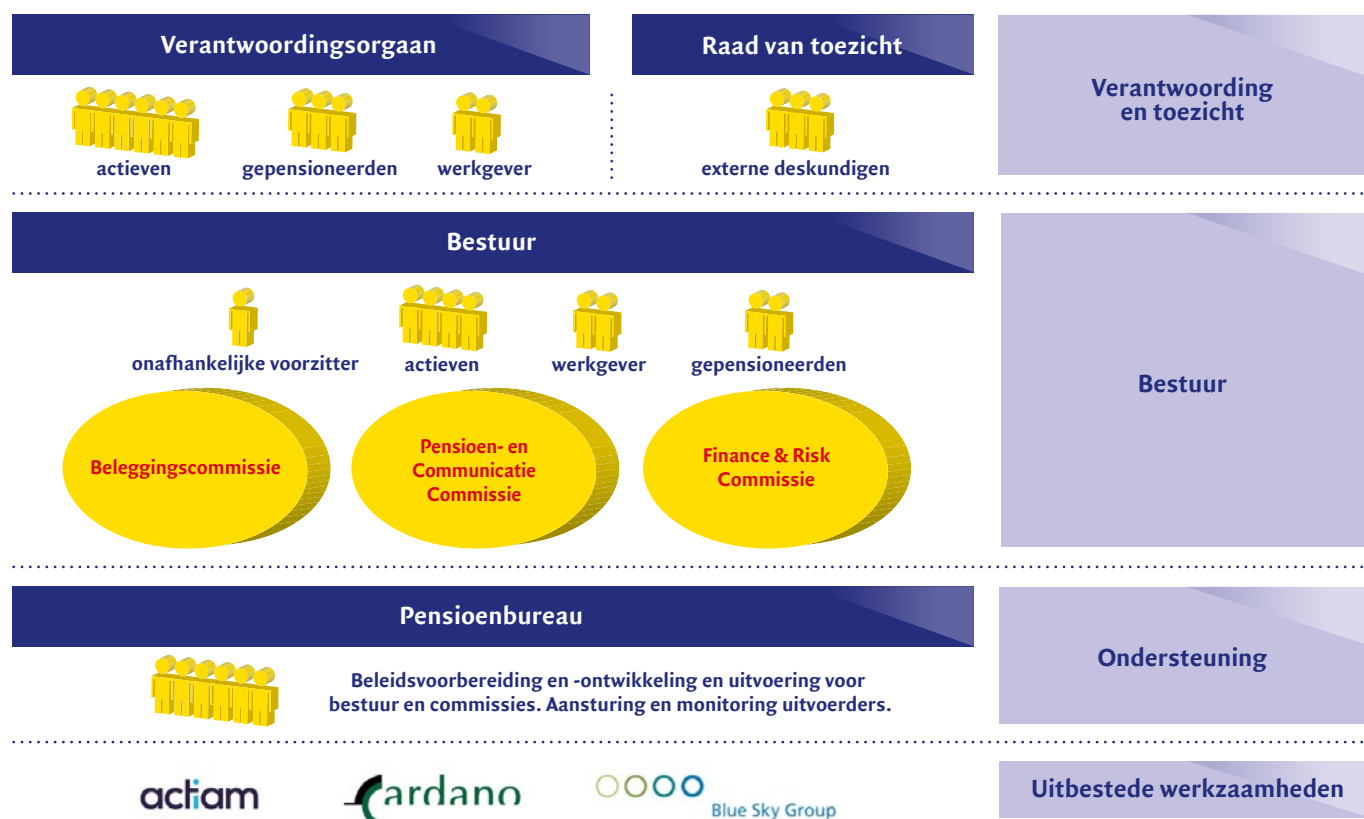 Verantwoordingsorgaan
Raad van toezicht
Verantwoording
en toezicht
actieven
gepensioneerden
werkgever
externe deskundigen
Bestuur
onafhankelijke voorzitter
actieven
werkgever
gepensioneerden
Bestuur
Beleggingscommissie
Pensioen- en
Communicatie
Commissie
Finance & Risk
Commissie
Pensioenbureau
Beleidsvoorbereiding en -ontwikkeling en uitvoering voor
bestuur en commissies. Aansturing en monitoring uitvoerders.
Ondersteuning
actiam
Cardano
Blue Sky Group
Uitbestede werkzaamheden